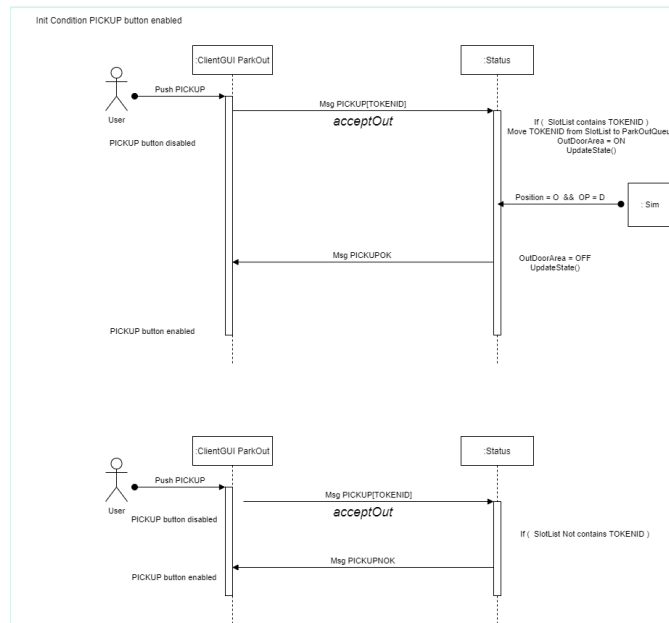 Init Condition PICKUP button enabled
:ClientGUI ParkOut
:Status
Push PICKUP
User
Msg PICKUP[TOKENID]
acceptOut
PICKUP button disabled
If ( SlotList contains TOKENID )
Move TOKENID from SlotList to ParkOutQueu
OutDoorArea = ON
UpdateState()
Position = O && OP = D
: Sim
Msg PICKUPOK
OutDoorArea = OFF
UpdateState()
PICKUP button enabled
:ClientGUI ParkOut
:Status
Push PICKUP
User
Msg PICKUP[TOKENID]
acceptOut
PICKUP button disabled
If ( SlotList Not contains TOKENID )
Msg PICKUPNOK
PICKUP button enabled